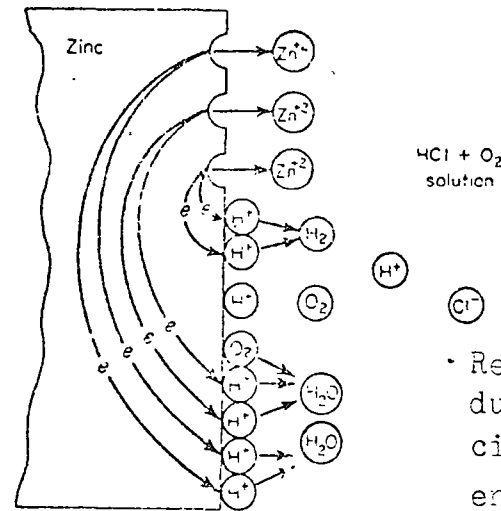 Zinc
Zn+2
Zn+2
HCl + O2
solution
Zn+2
e
e
H+
H2
H+
H+
H+
O2
Cl-
e
O2
e
H+
H2O
e
H+
e
H+
H2O
e
H+
· Re
du
ci
en